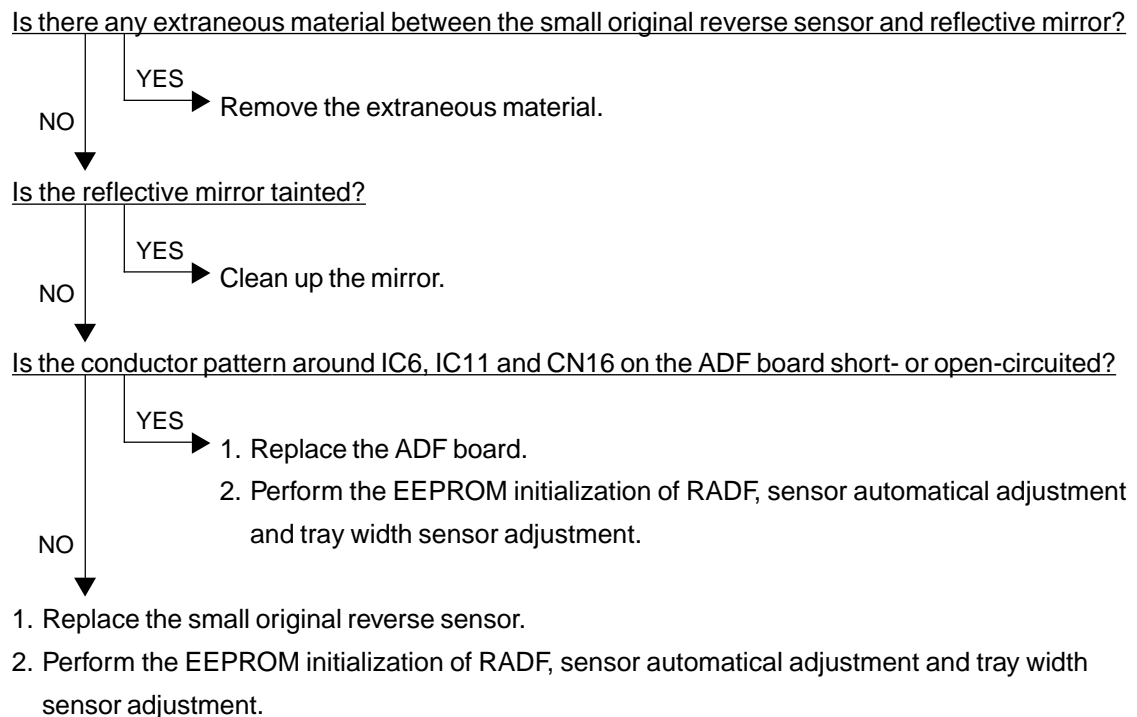 Is there any extraneous material between the small original reverse sensor and reflective mirror?
YES
Remove the extraneous material.
NO
Is the reflective mirror tainted?
YES
Clean up the mirror.
NO
Is the conductor pattern around IC6, IC11 and CN16 on the ADF board short- or open-circuited?
YES
1. Replace the ADF board.
2. Perform the EEPROM initialization of RADF, sensor automatical adjustment
and tray width sensor adjustment.
NO
1. Replace the small original reverse sensor.
2. Perform the EEPROM initialization of RADF, sensor automatical adjustment and tray width
sensor adjustment.